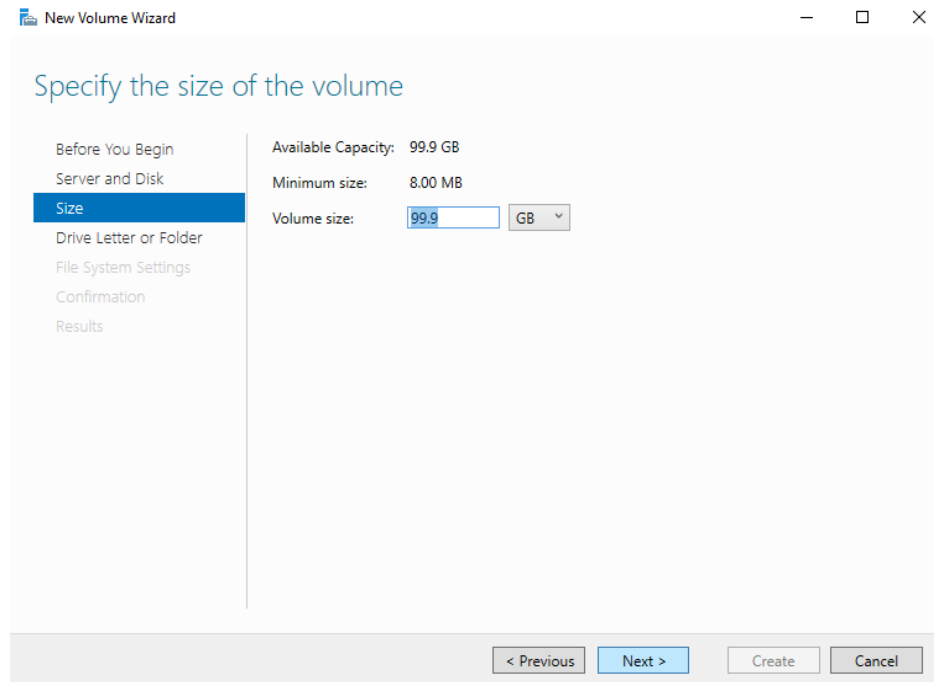 New Volume Wizard
Specify the size of the volume
Before You Begin
Server and Disk
Size
Drive Letter or Folder
File System Settings
Confirmation
Results
Available Capacity: 99.9 GB
Minimum size: 8.00 MB
Volume size: 99.9 GB
< Previous Next > Create Cancel